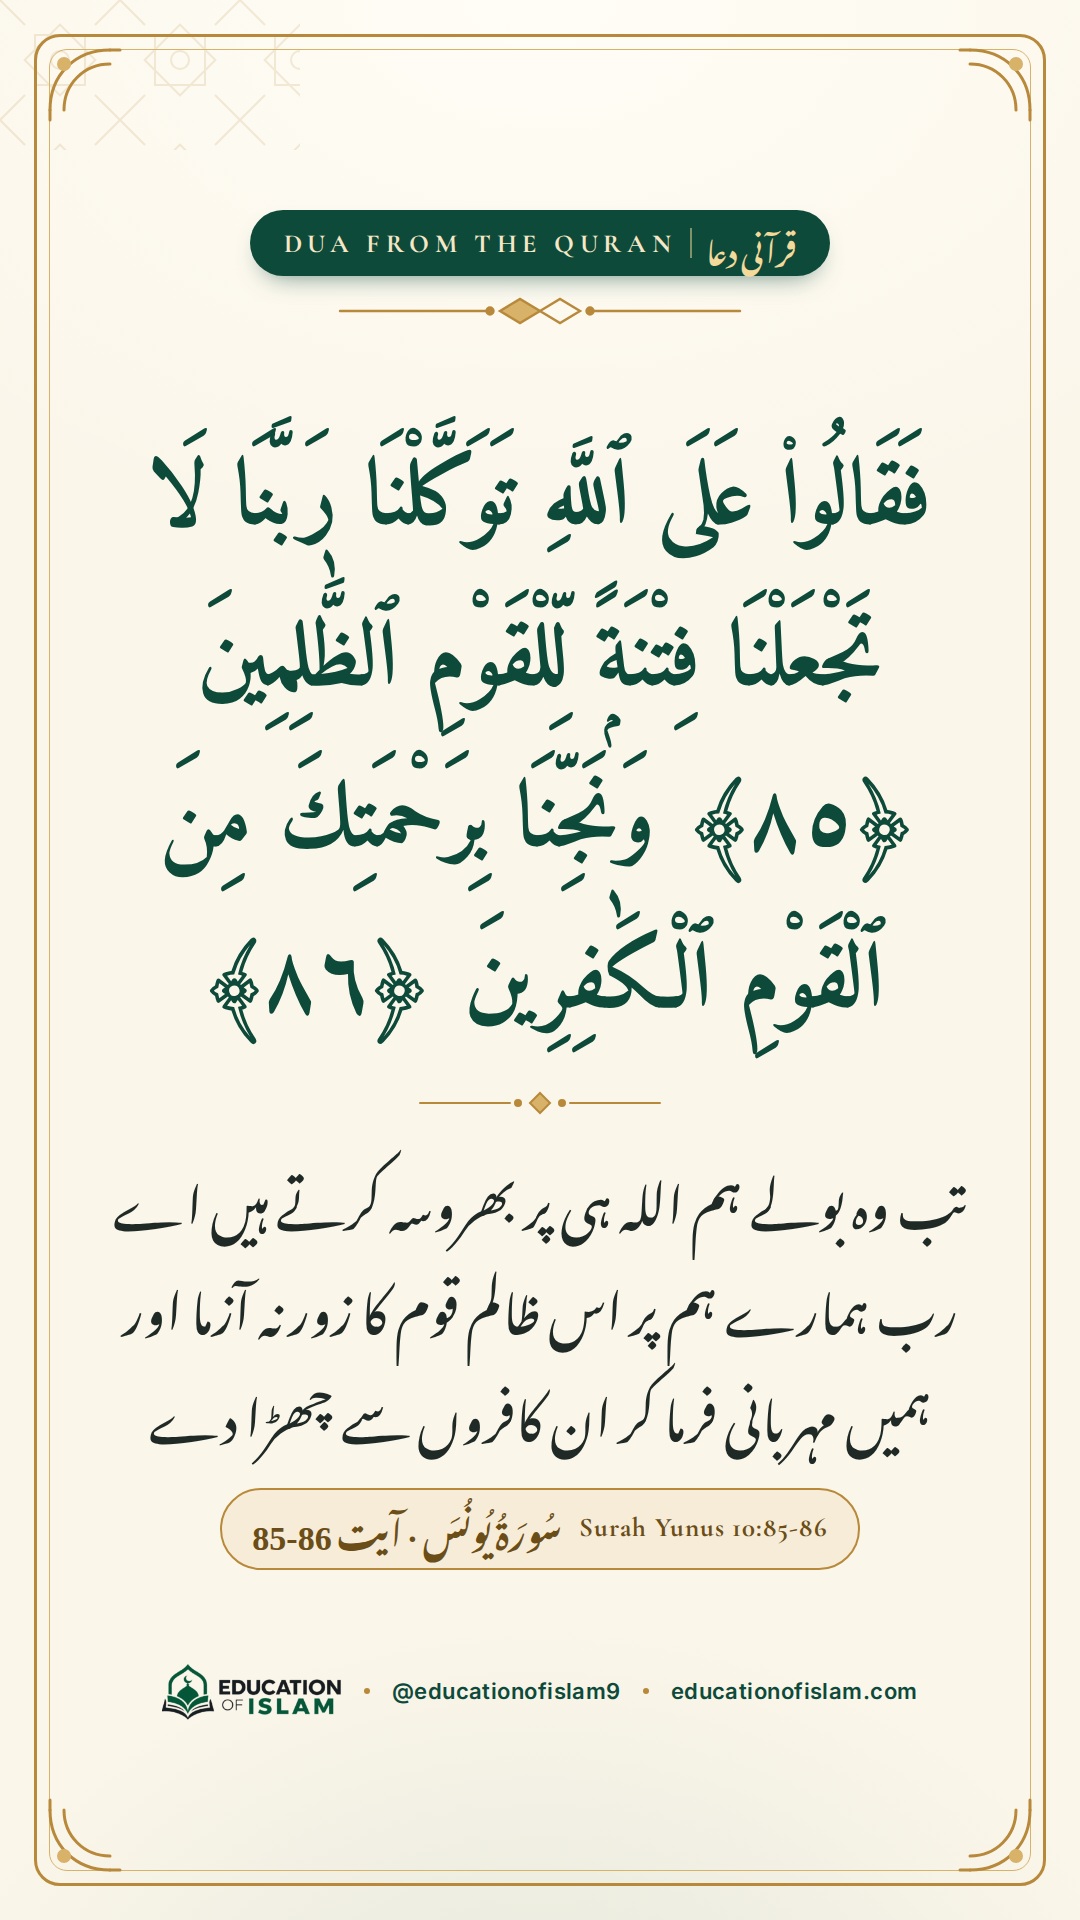 DUA FROM THE QURAN | قرآنی دعا
فَقَالُوا۟ عَلَى ٱللَّهِ تَوَكَّلْنَا رَبَّنَا لَا
تَجْعَلْنَا فِتْنَةً لِّلْقَوْمِ ٱلظَّٰلِمِينَ
﴿٨٥﴾ وَنَجِّنَا بِرَحْمَتِكَ مِنَ
ٱلْقَوْمِ ٱلْكَٰفِرِينَ ﴿٨٦﴾
تب وہ بولے ہم اللہ ہی پر بھروسہ کرتے ہیں اے
رب ہمارے ہم پر اس ظالم قوم کا زور نہ آزما اور
ہمیں مہربانی فرما کر ان کافروں سے چھڑا دے
سُورَةُ يُونُسَ · آیت 85-86 Surah Yunus 10:85-86
EDUCATION OF ISLAM • @educationofislam9 • educationofislam.com